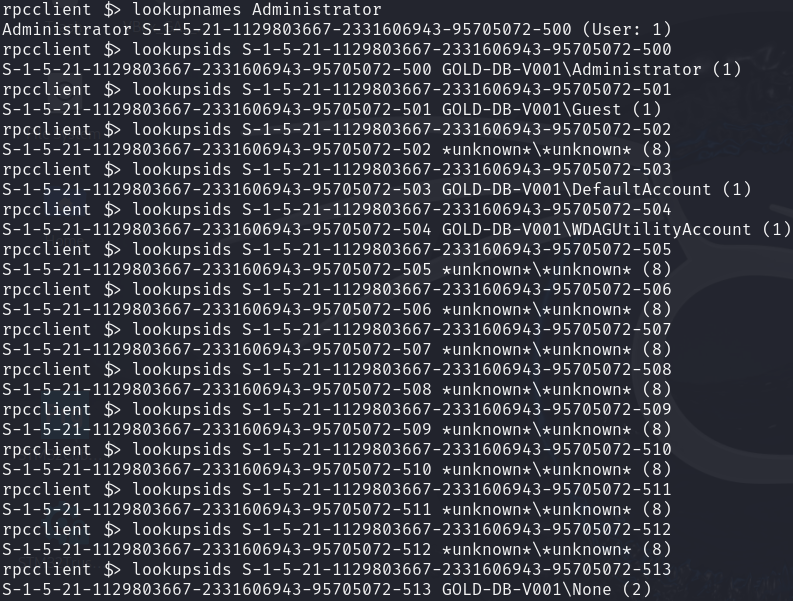 rpcclient $> lookupnames Administrator
Administrator S-1-5-21-1129803667-2331606943-95705072-500 (User: 1)
rpcclient $> lookupsids S-1-5-21-1129803667-2331606943-95705072-500
S-1-5-21-1129803667-2331606943-95705072-500 GOLD-DB-V001\Administrator (1)
rpcclient $> lookupsids S-1-5-21-1129803667-2331606943-95705072-501
S-1-5-21-1129803667-2331606943-95705072-501 GOLD-DB-V001\Guest (1)
rpcclient $> lookupsids S-1-5-21-1129803667-2331606943-95705072-502
S-1-5-21-1129803667-2331606943-95705072-502 *unknown*\*unknown* (8)
rpcclient $> lookupsids S-1-5-21-1129803667-2331606943-95705072-503
S-1-5-21-1129803667-2331606943-95705072-503 GOLD-DB-V001\DefaultAccount (1)
rpcclient $> lookupsids S-1-5-21-1129803667-2331606943-95705072-504
S-1-5-21-1129803667-2331606943-95705072-504 GOLD-DB-V001\WDAGUtilityAccount (1)
rpcclient $> lookupsids S-1-5-21-1129803667-2331606943-95705072-505
S-1-5-21-1129803667-2331606943-95705072-505 *unknown*\*unknown* (8)
rpcclient $> lookupsids S-1-5-21-1129803667-2331606943-95705072-506
S-1-5-21-1129803667-2331606943-95705072-506 *unknown*\*unknown* (8)
rpcclient $> lookupsids S-1-5-21-1129803667-2331606943-95705072-507
S-1-5-21-1129803667-2331606943-95705072-507 *unknown*\*unknown* (8)
rpcclient $> lookupsids S-1-5-21-1129803667-2331606943-95705072-508
S-1-5-21-1129803667-2331606943-95705072-508 *unknown*\*unknown* (8)
rpcclient $> lookupsids S-1-5-21-1129803667-2331606943-95705072-509
S-1-5-21-1129803667-2331606943-95705072-509 *unknown*\*unknown* (8)
rpcclient $> lookupsids S-1-5-21-1129803667-2331606943-95705072-510
S-1-5-21-1129803667-2331606943-95705072-510 *unknown*\*unknown* (8)
rpcclient $> lookupsids S-1-5-21-1129803667-2331606943-95705072-511
S-1-5-21-1129803667-2331606943-95705072-511 *unknown*\*unknown* (8)
rpcclient $> lookupsids S-1-5-21-1129803667-2331606943-95705072-512
S-1-5-21-1129803667-2331606943-95705072-512 *unknown*\*unknown* (8)
rpcclient $> lookupsids S-1-5-21-1129803667-2331606943-95705072-513
S-1-5-21-1129803667-2331606943-95705072-513 GOLD-DB-V001\None (2)